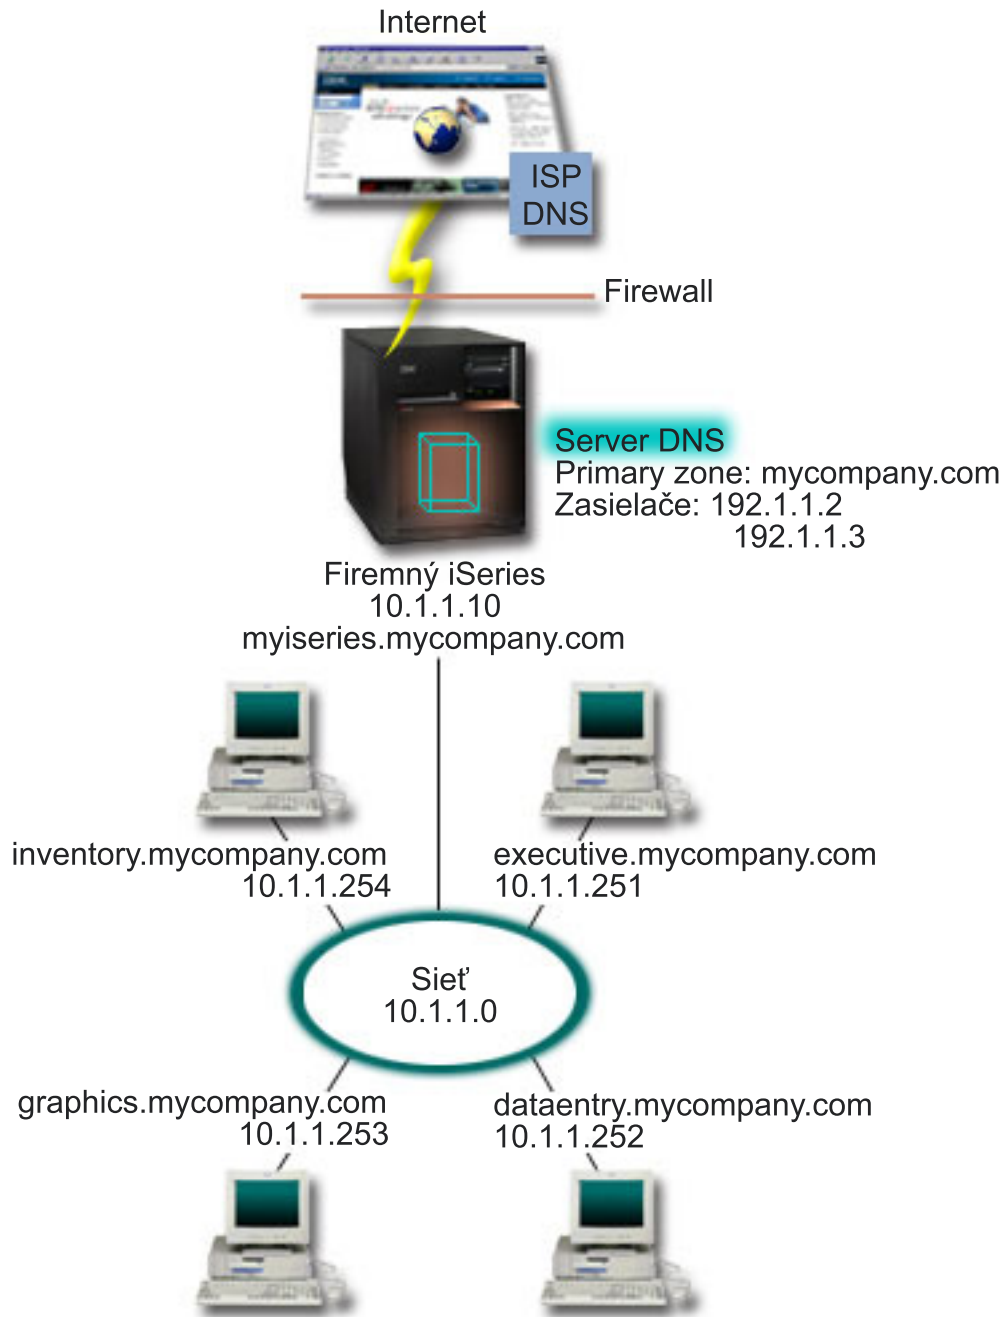 Internet
ISP
DNS
Firewall
Server DNS
Primary zone: mycompany.com
Zasielače: 192.1.1.2
192.1.1.3
Firemný iSeries
10.1.1.10
myiseries.mycompany.com
inventory.mycompany.com
10.1.1.254
executive.mycompany.com
10.1.1.251
Sieť
10.1.1.0
graphics.mycompany.com
10.1.1.253
dataentry.mycompany.com
10.1.1.252